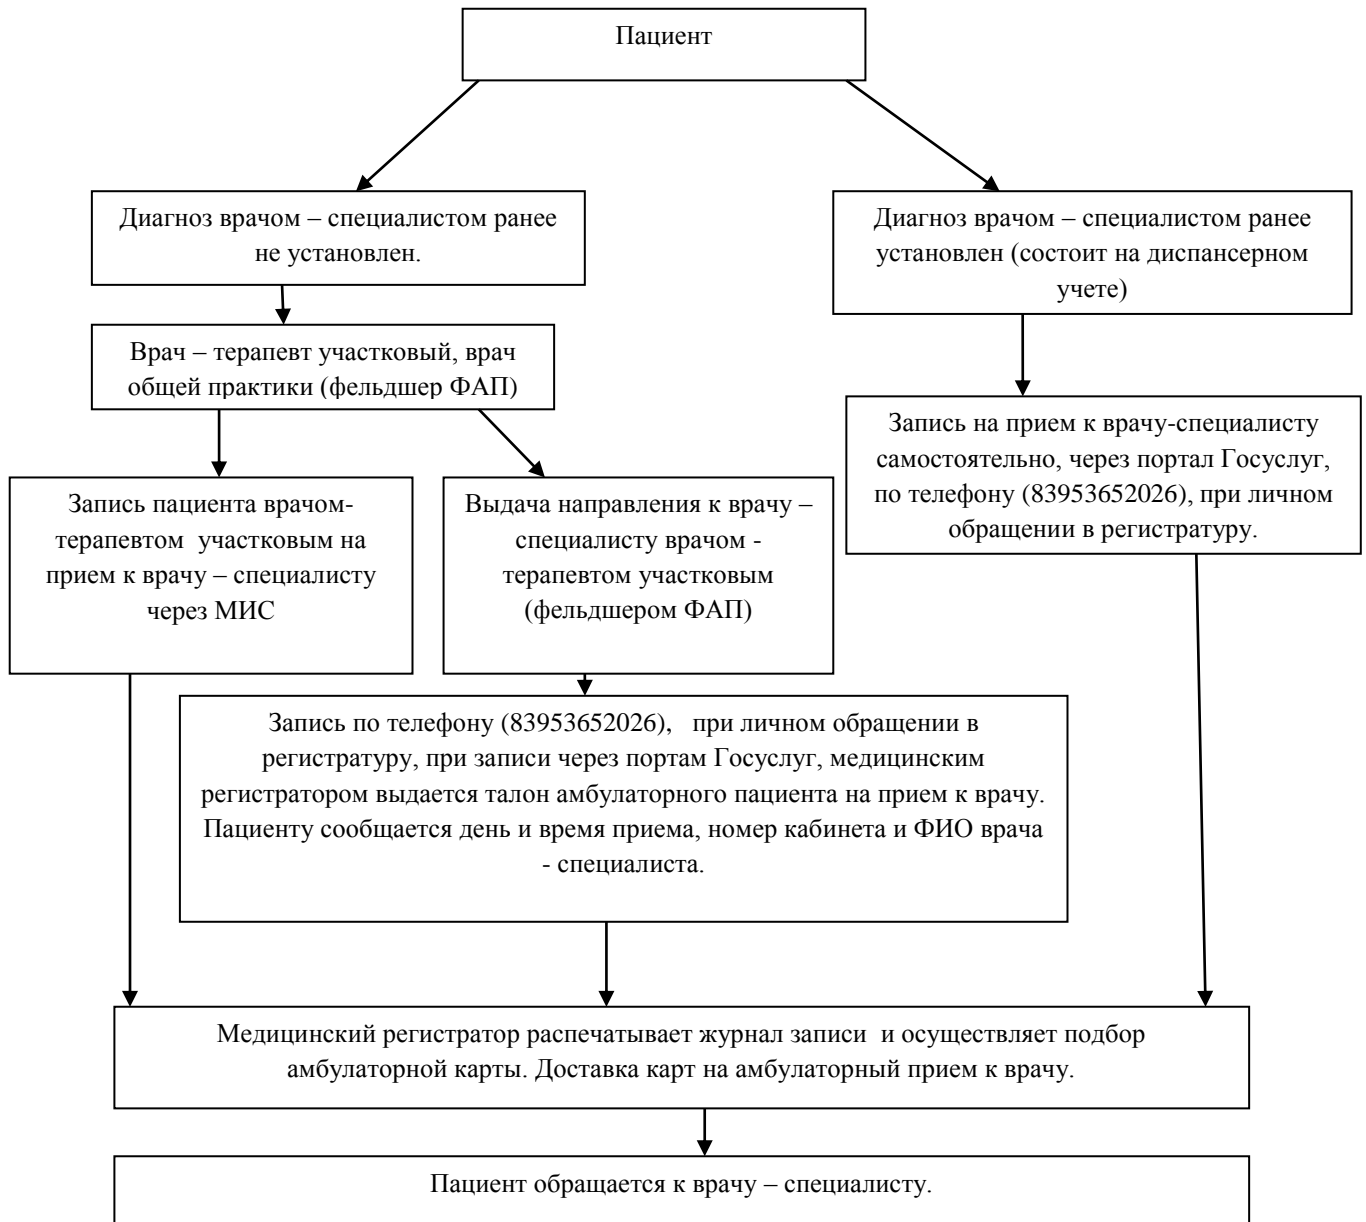 Пациент
Диагноз врачом – специалистом ранее
не установлен.
Диагноз врачом – специалистом ранее
установлен (состоит на диспансерном
учете)
Врач – терапевт участковый, врач
общей практики (фельдшер ФАП)
Запись на прием к врачу-специалисту
самостоятельно, через портал Госуслуг,
по телефону (83953652026), при личном
обращении в регистратуру.
Запись пациента врачом-
терапевтом участковым на
прием к врачу – специалисту
через МИС
Выдача направления к врачу –
специалисту врачом -
терапевтом участковым
(фельдшером ФАП)
Запись по телефону (83953652026), при личном обращении в
регистратуру, при записи через портам Госуслуг, медицинским
регистратором выдается талон амбулаторного пациента на прием к врачу.
Пациенту сообщается день и время приема, номер кабинета и ФИО врача
- специалиста.
Медицинский регистратор распечатывает журнал записи и осуществляет подбор
амбулаторной карты. Доставка карт на амбулаторный прием к врачу.
Пациент обращается к врачу – специалисту.